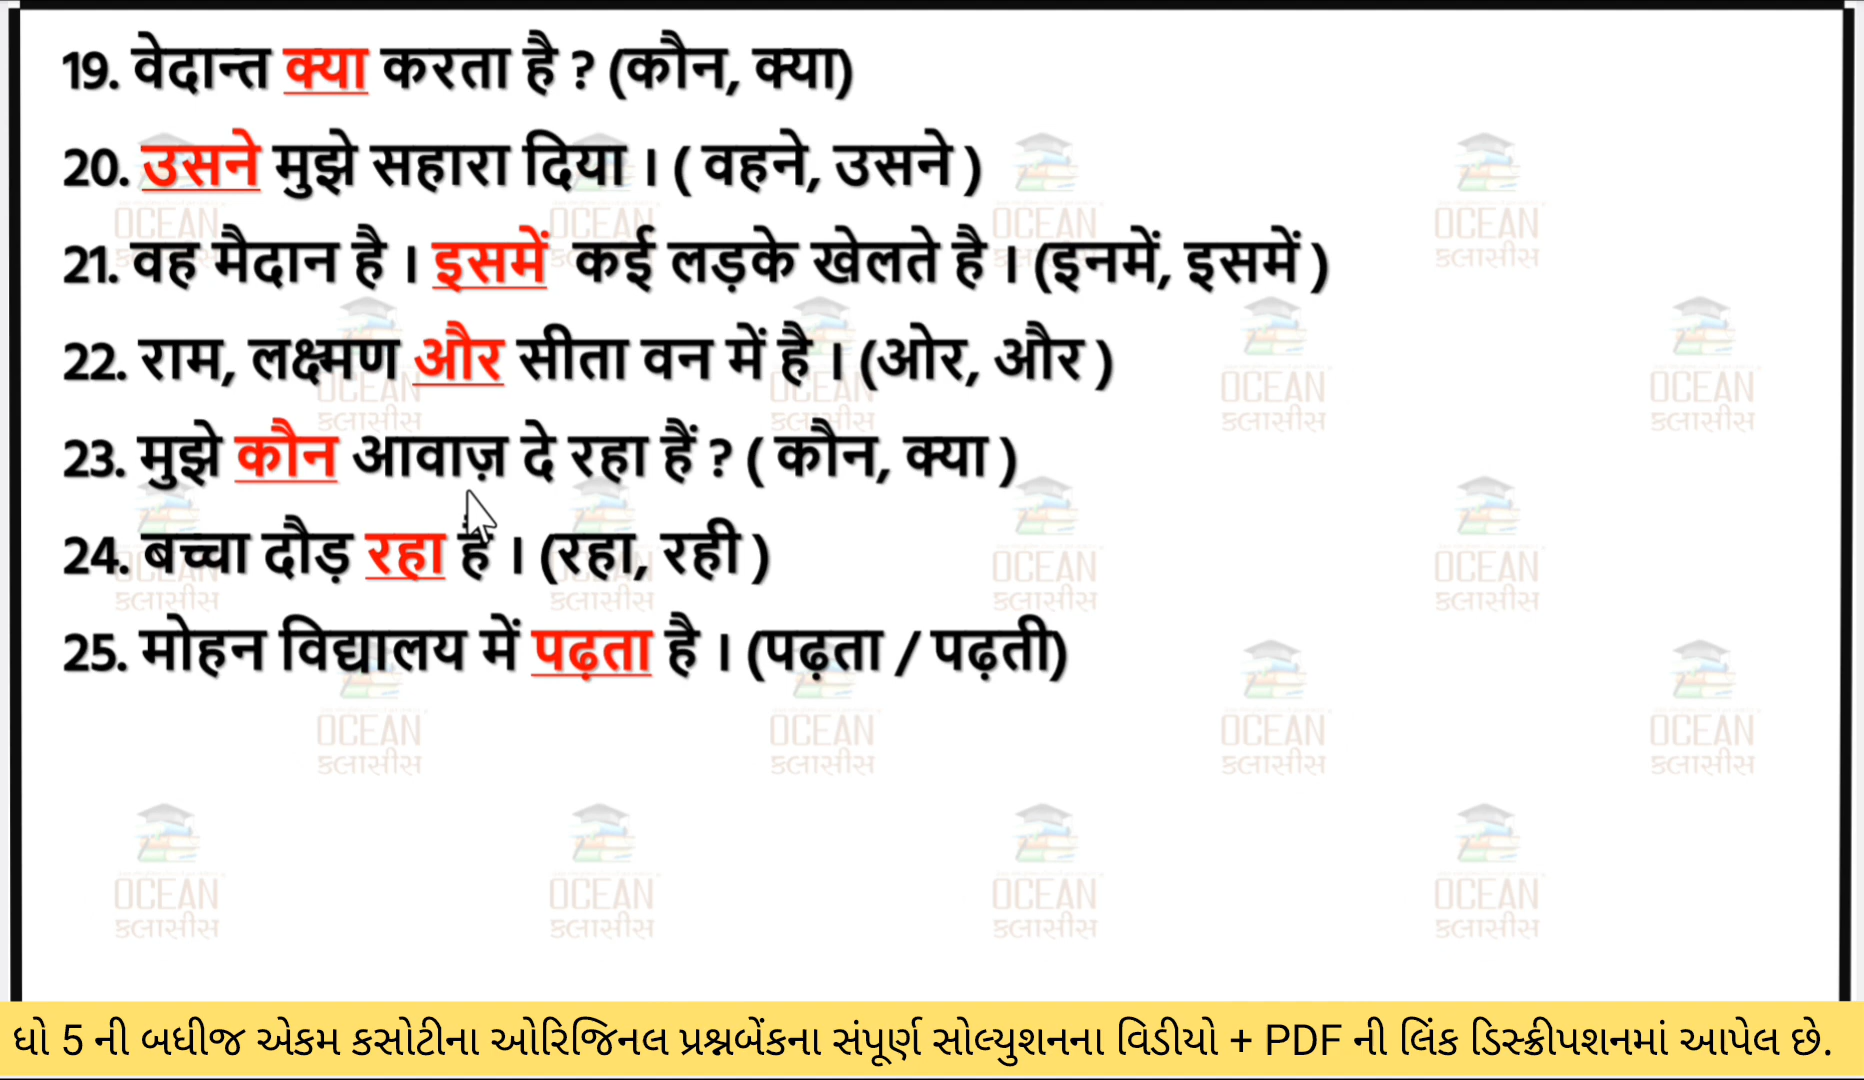 19. वेदान्त क्या करता है ? (कौन, क्या)
20. उसने मुझे सहारा दिया । ( वहने, उसने )
21. वह मैदान है । इसमें कई लड़के खेलते है । (इनमें, इसमें )
22. राम, लक्ष्मण और सीता वन में है । (ओर, और )
23. मुझे कौन आवाज़ दे रहा हैं ? ( कौन, क्या )
24. बच्चा दौड़ रहा है । (रहा, रही )
25. मोहन विद्यालय में पढ़ता है । (पढ़ता / पढ़ती)
OCEAN
ક્લાસીસ
ધો 5 ની બધીજ એકમ કસોટીના ઓરિજિનલ પ્રશ્નબેંકના સંપૂર્ણ સોલ્યુશનના વિડીયો + PDF ની લિંક ડિસ્ક્રીપશનમાં આપેલ છે.